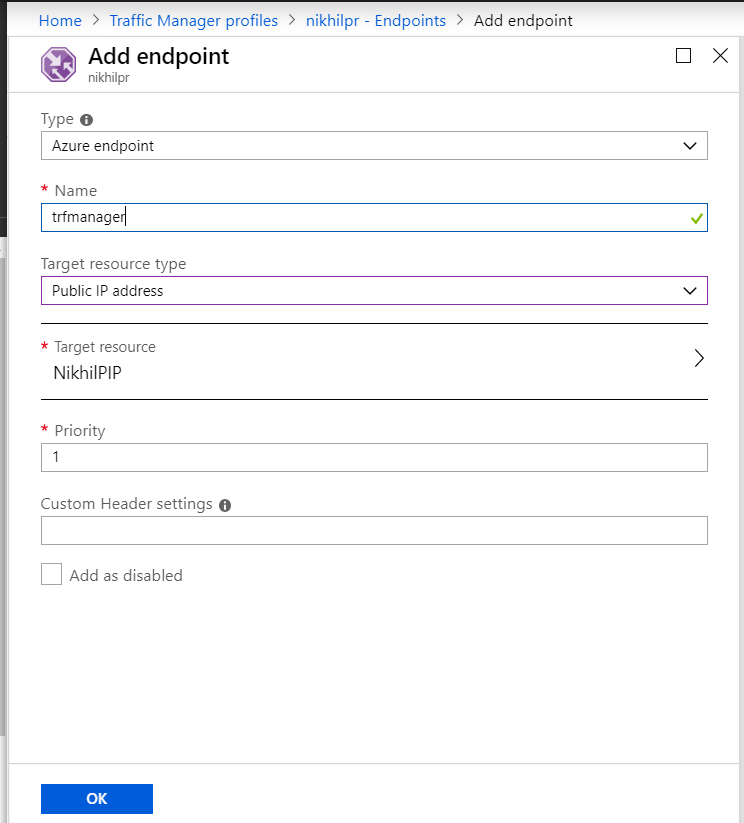 Home > Traffic Manager profiles > nikhilpr - Endpoints > Add endpoint
Add endpoint
nikhilpr
Type
Azure endpoint
* Name
trfmanager
Target resource type
Public IP address
* Target resource
NikhilPIP
* Priority
1
Custom Header settings
Add as disabled
OK